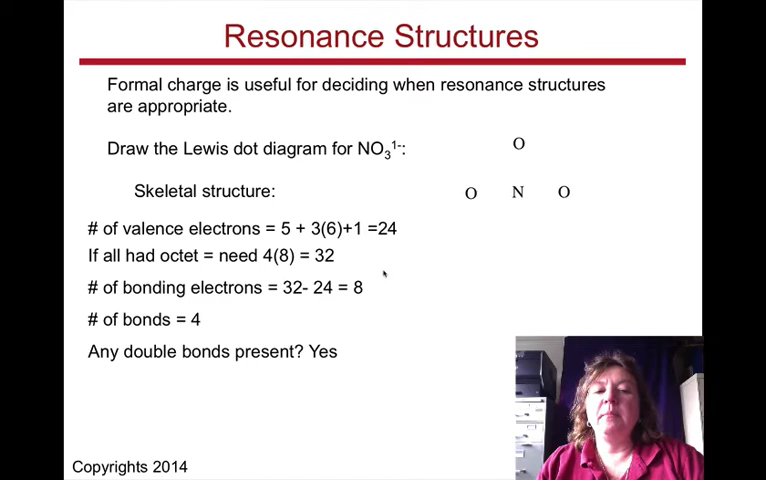 Resonance Structures
Formal charge is useful for deciding when resonance structures
are appropriate.
Draw the Lewis dot diagram for NO₃¹⁻:
O
Skeletal structure:
O N O
# of valence electrons = 5 + 3(6)+1 =24
If all had octet = need 4(8) = 32
# of bonding electrons = 32- 24 = 8
# of bonds = 4
Any double bonds present? Yes
Copyrights 2014